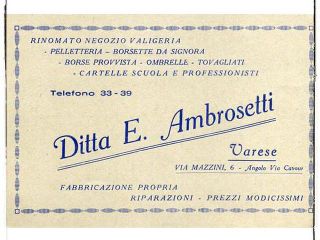 RINOMATO NEGOZIO VALIGERIA
- PELLETTERIA - BORSETTE DA SIGNORA
- BORSE PROVVISTA - OMBRELLE - TOVAGLIATI
- CARTELLE SCUOLA E PROFESSIONISTI
Telefono 33 - 39
Ditta E. Ambrosetti
Varese
VIA MAZZINI, 6 - Angolo Via Cavour
FABBRICAZIONE PROPRIA
RIPARAZIONI - PREZZI MODICISSIMI